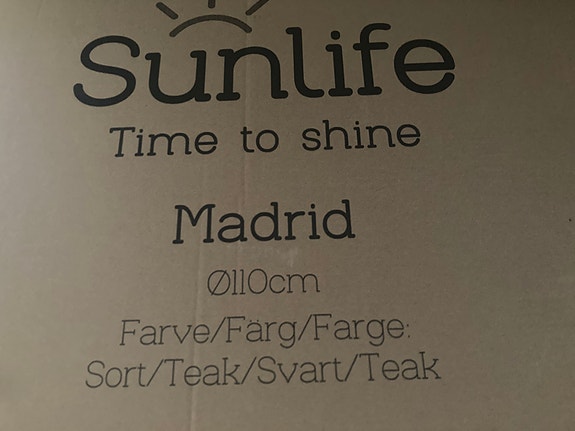 Sunlife
Time to shine
Madrid
Ø110cm
Farve/Färg/Farge:
Sort/Teak/Svart/Teak